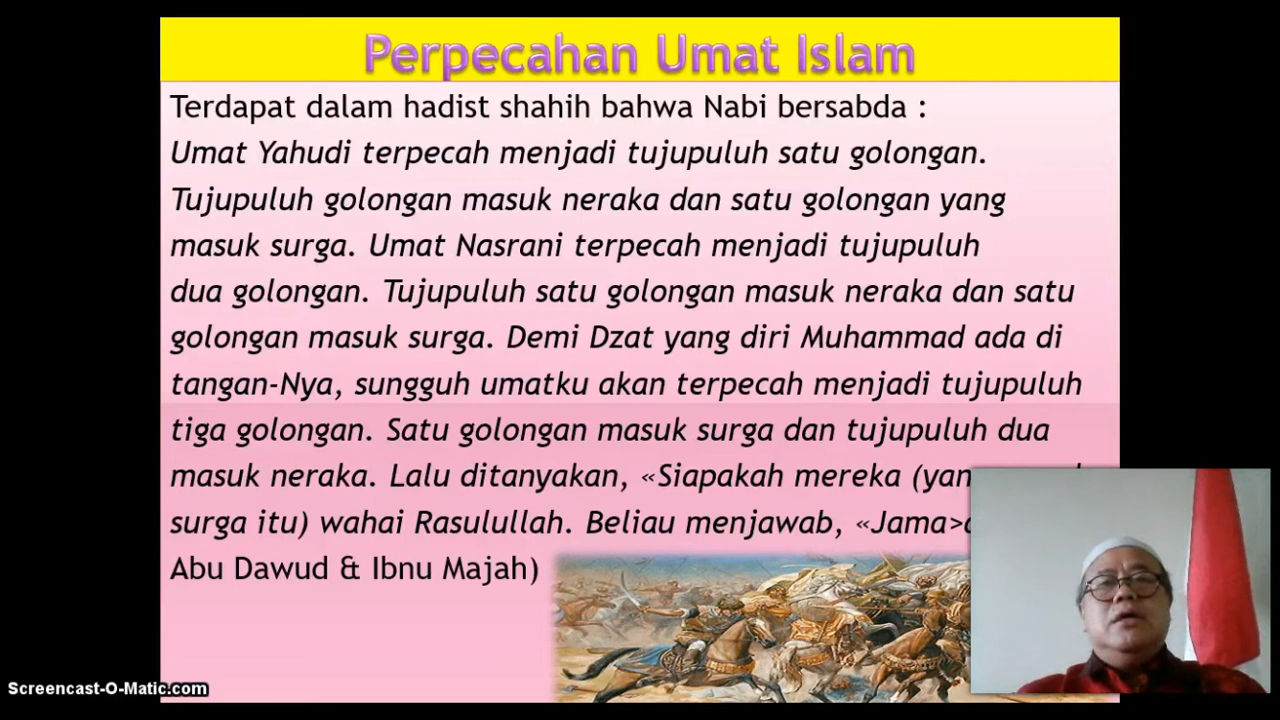 Perpecahan Umat Islam
Terdapat dalam hadist shahih bahwa Nabi bersabda :
Umat Yahudi terpecah menjadi tujupuluh satu golongan.
Tujupuluh golongan masuk neraka dan satu golongan yang
masuk surga. Umat Nasrani terpecah menjadi tujupuluh
dua golongan. Tujupuluh satu golongan masuk neraka dan satu
golongan masuk surga. Demi Dzat yang diri Muhammad ada di
tangan-Nya, sungguh umatku akan terpecah menjadi tujupuluh
tiga golongan. Satu golongan masuk surga dan tujupuluh dua
masuk neraka. Lalu ditanyakan, «Siapakah mereka
surga itu) wahai Rasulullah. Beliau menjawab,
Abu Dawud & Ibnu Majah)
Screencast-O-Matic.com